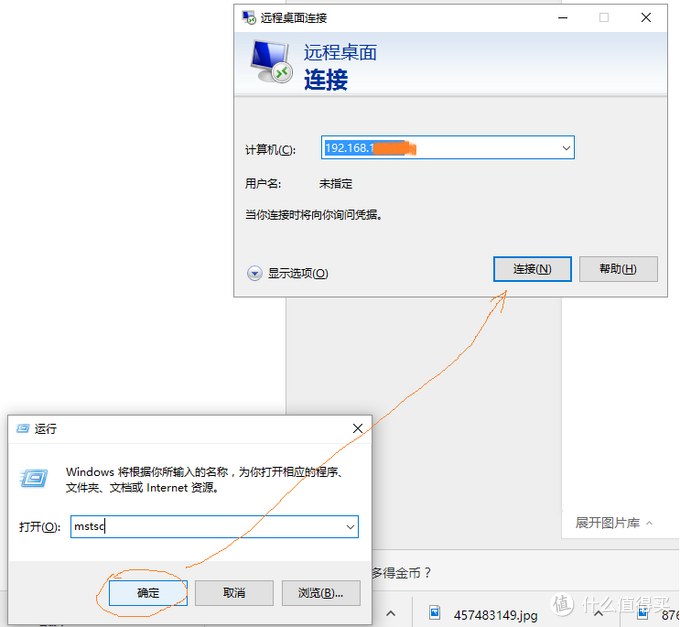 远程桌面连接
远程桌面
连接
计算机(C):
192.168.1
用户名:
未指定
当你连接时将向你询问凭据。
显示选项(O)
连接(N)
帮助(H)
运行
Windows 将根据你所输入的名称，为你打开相应的程序、
文件夹、文档或 Internet 资源。
打开(O):
mstsc
确定
取消
浏览(B)...
展开图片库
多得金币？
457483149.jpg
876
值 什么值得买